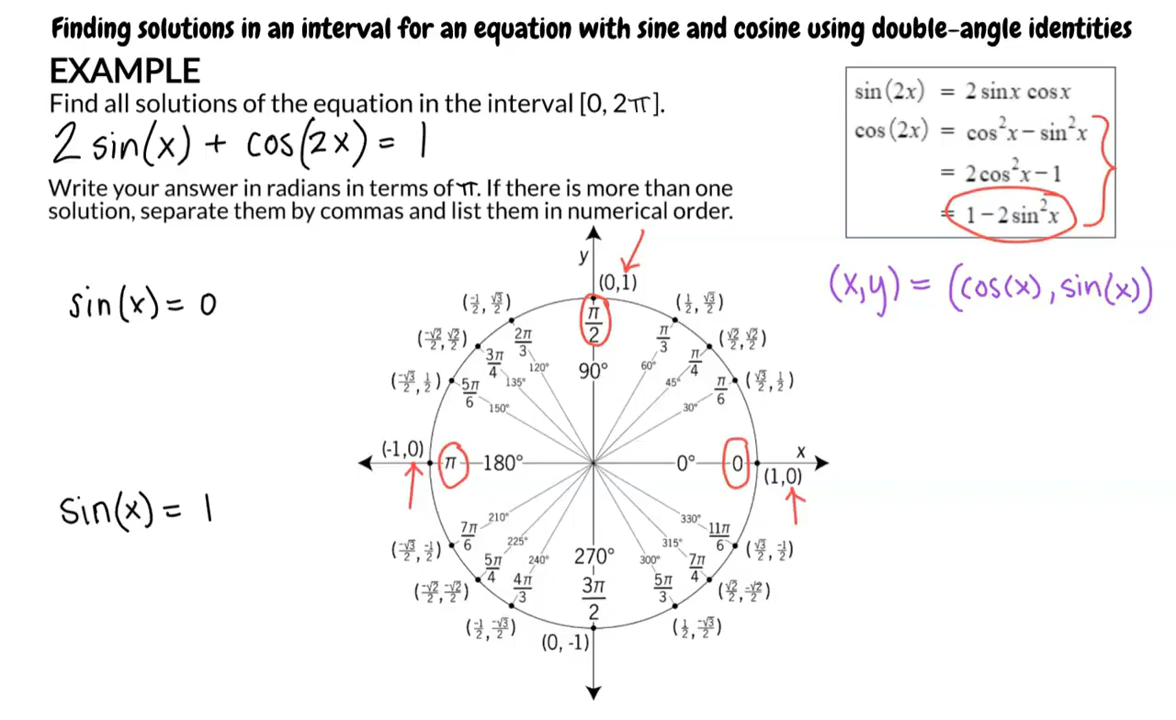 Finding solutions in an interval for an equation with sine and cosine using double-angle identities
EXAMPLE
Find all solutions of the equation in the interval [0, 2π].
2 sin(x) + cos(2x) = 1
Write your answer in radians in terms of π. If there is more than one
solution, separate them by commas and list them in numerical order.
sin(2x) = 2 sinx cosx
cos(2x) = cos²x − sin²x
= 2cos²x − 1
= 1 − 2 sin²x
(x,y) = (cos(x), sin(x))
sin(x) = 0
sin(x) = 1
y
(0,1)
(-1/2, √3/2) π/2 (1/2, √3/2)
(-√2/2, √2/2) 2π/3 π/3 (√2/2, √2/2)
3π/4 120° 90° 60° π/4
(-√3/2, 1/2) 5π/6 135° 45° π/6 (√3/2, 1/2)
150° 30°
(-1,0) π 180° 0° 0 x
(1,0)
210° 330°
(-√3/2, -1/2) 7π/6 225° 315° 11π/6 (√3/2, -1/2)
5π/4 240° 270° 300° 7π/4
(-√2/2, -√2/2) 4π/3 3π/2 5π/3 (√2/2, -√2/2)
(-1/2, -√3/2) (0, -1) (1/2, -√3/2)